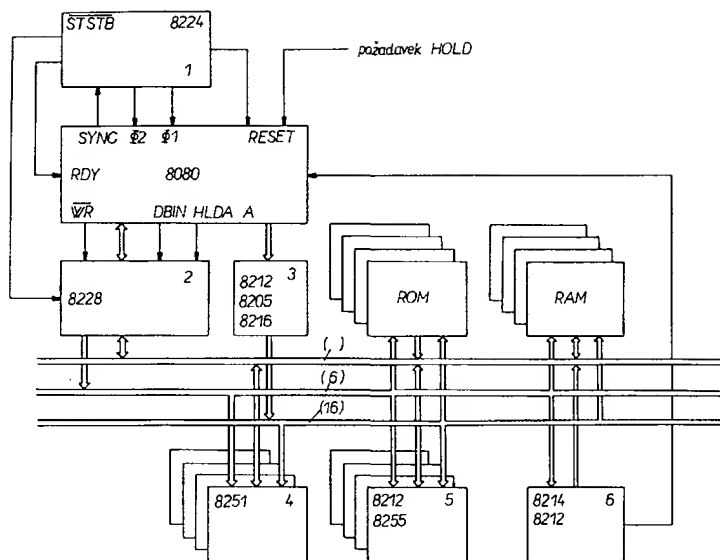 STSTB 8224
1
požadavek HOLD
SYNC Φ2 Φ1 RESET
RDY 8080
WR DBIN HLDA A
8228 2
8212 3
8205
8216
ROM
RAM
( )
(6)
(16)
8251 4
8212 5
8255
8214 6
8212